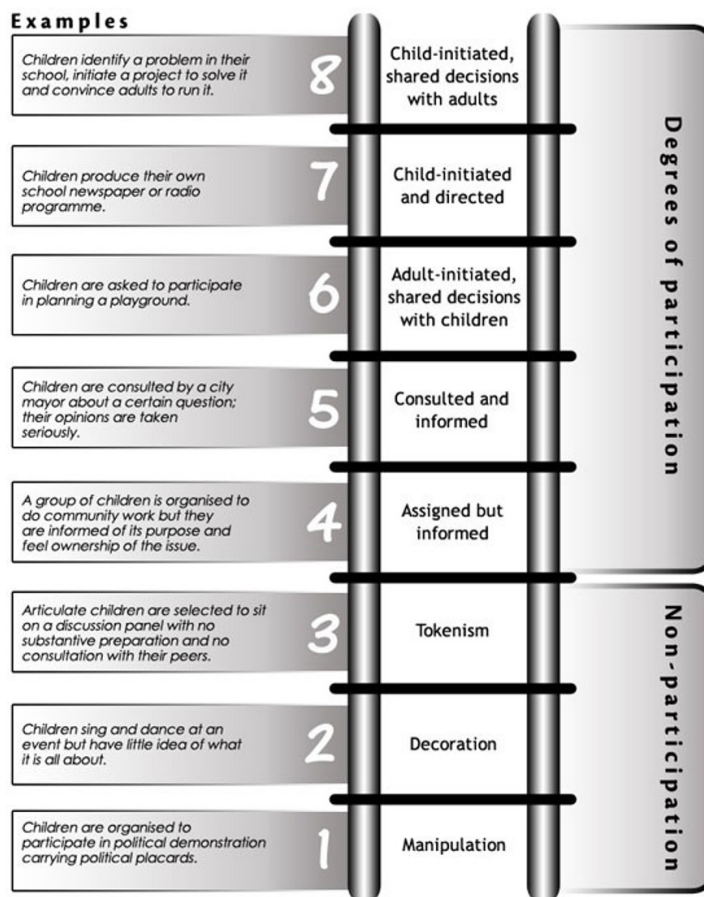 Examples
Children identify a problem in their
school, initiate a project to solve it
and convince adults to run it.
8
Child-initiated,
shared decisions
with adults
Children produce their own
school newspaper or radio
programme.
7
Child-initiated
and directed
Children are asked to participate
in planning a playground.
6
Adult-initiated,
shared decisions
with children
Children are consulted by a city
mayor about a certain question;
their opinions are taken
seriously.
5
Consulted and
informed
A group of children is organised to
do community work but they
are informed of its purpose and
feel ownership of the issue.
4
Assigned but
informed
Degrees of participation
Articulate children are selected to sit
on a discussion panel with no
substantive preparation and no
consultation with their peers.
3
Tokenism
Children sing and dance at an
event but have little idea of what
it is all about.
2
Decoration
Children are organised to
participate in political demonstration
carrying political placards.
1
Manipulation
Non-participation